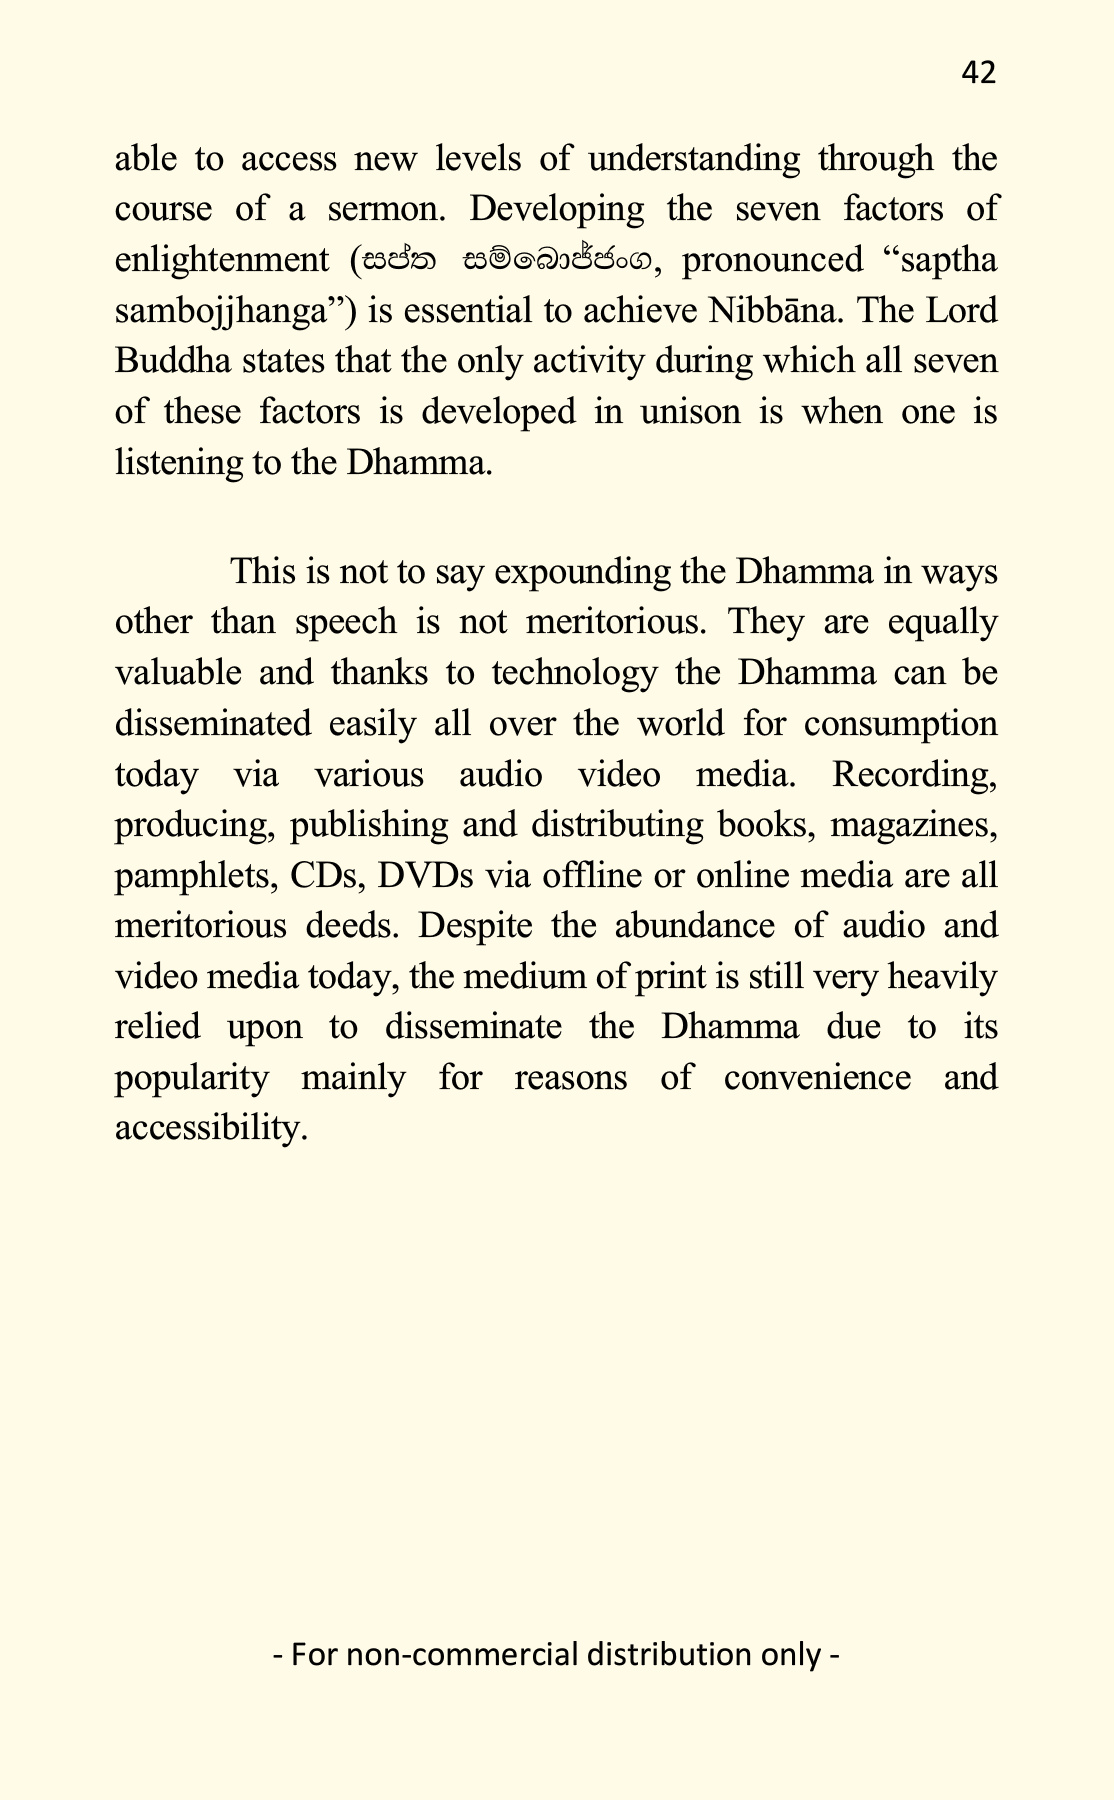 42
able to access new levels of understanding through the
course of a sermon. Developing the seven factors of
enlightenment (සප්ත සම්බොජ්ජංග, pronounced “saptha
sambojjhanga”) is essential to achieve Nibbāna. The Lord
Buddha states that the only activity during which all seven
of these factors is developed in unison is when one is
listening to the Dhamma.
This is not to say expounding the Dhamma in ways
other than speech is not meritorious. They are equally
valuable and thanks to technology the Dhamma can be
disseminated easily all over the world for consumption
today via various audio video media. Recording,
producing, publishing and distributing books, magazines,
pamphlets, CDs, DVDs via offline or online media are all
meritorious deeds. Despite the abundance of audio and
video media today, the medium of print is still very heavily
relied upon to disseminate the Dhamma due to its
popularity mainly for reasons of convenience and
accessibility.
- For non-commercial distribution only -